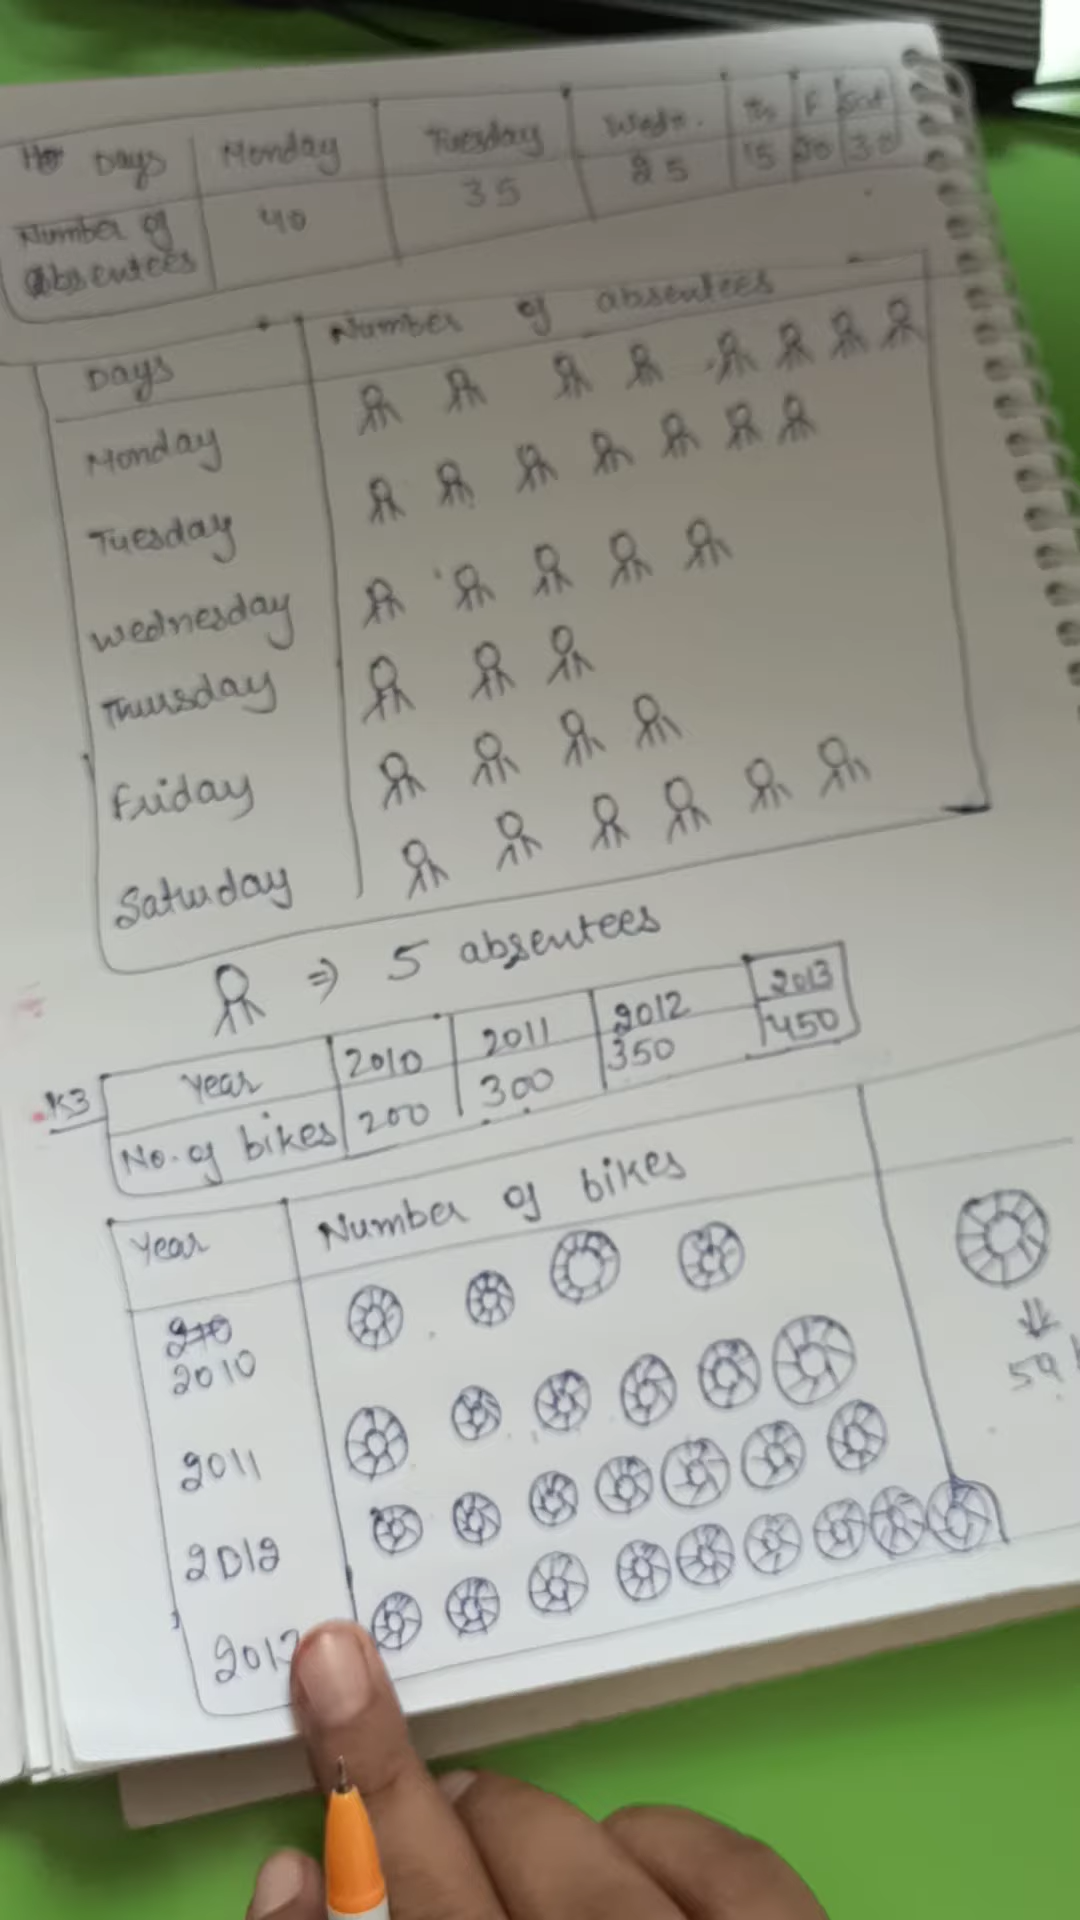 Days Monday Tuesday Th F Sat
Number of absentees 40 35 25 15 20 30
Days Number of absentees
Monday
Tuesday
Wednesday
Thursday
Friday
Saturday
⇒ 5 absentees
K3 Year 2010 2011 2012 2013
No. of bikes 200 300 350 450
Year Number of bikes
2010
2011
2012